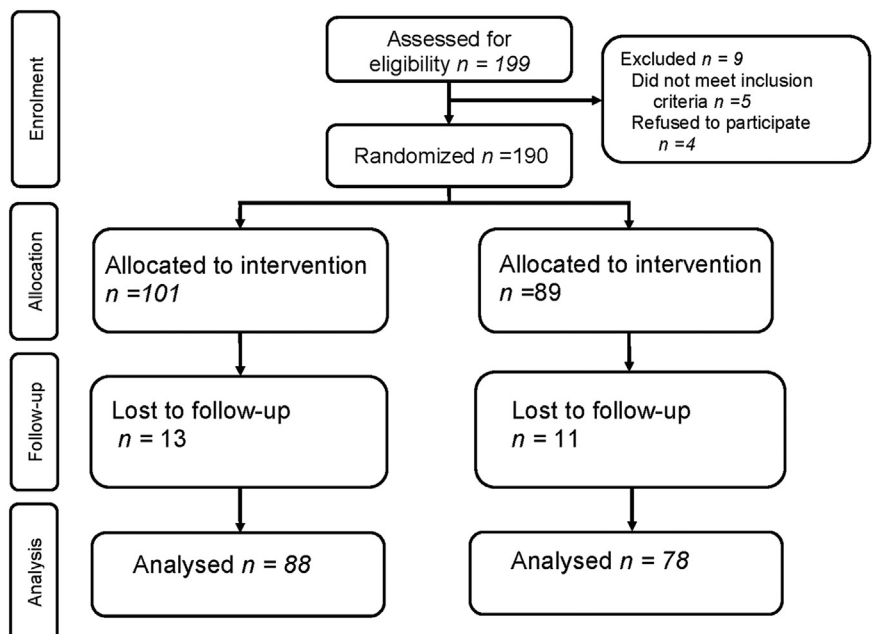 Enrolment
Assessed for
eligibility n = 199
Excluded n = 9
Did not meet inclusion
criteria n =5
Refused to participate
n =4
Randomized n =190
Allocation
Allocated to intervention
n =101
Allocated to intervention
n =89
Follow-up
Lost to follow-up
n = 13
Lost to follow-up
n = 11
Analysis
Analysed n = 88
Analysed n = 78